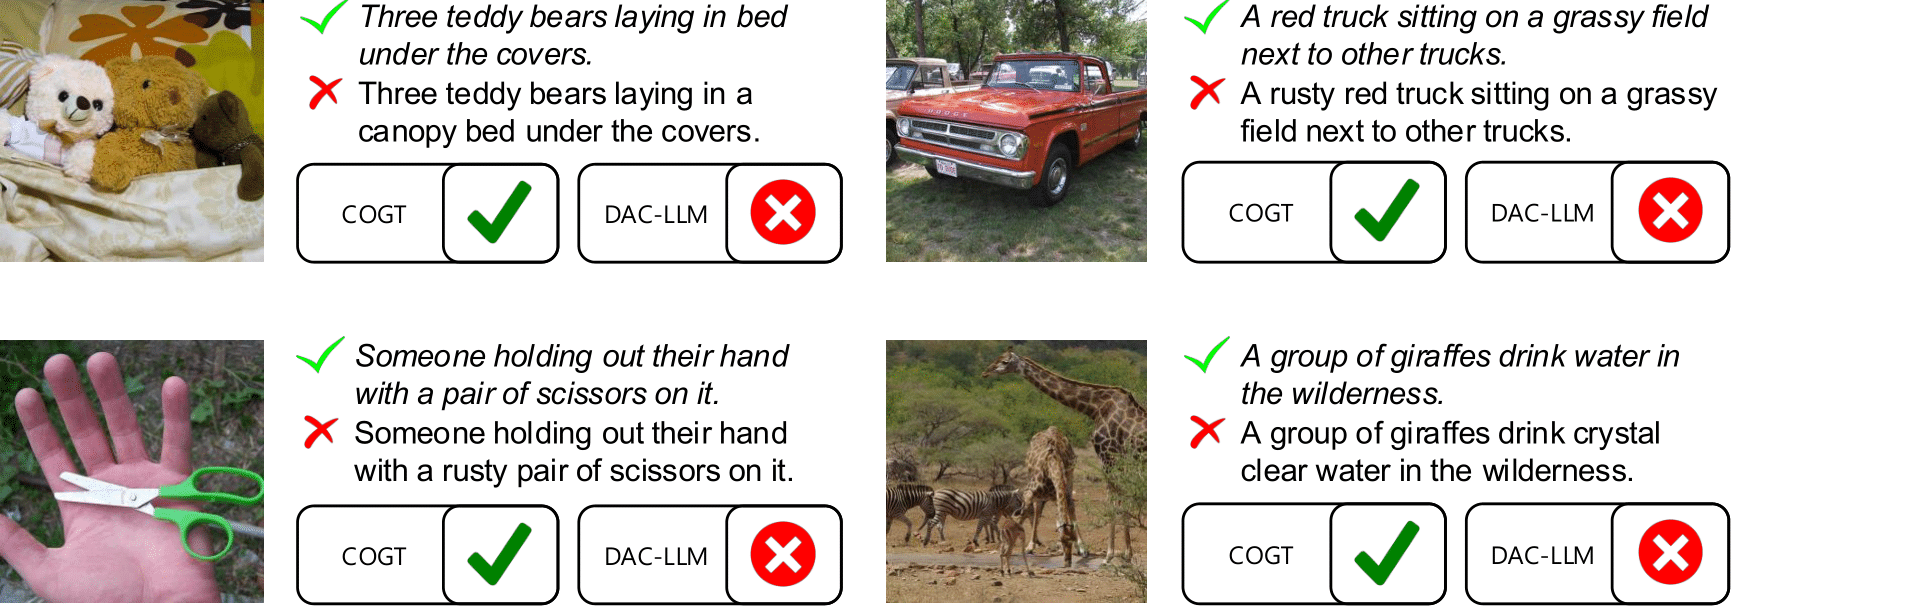 Three teddy bears laying in bed
under the covers.
Three teddy bears laying in a
canopy bed under the covers.
COGT
DAC-LLM
A red truck sitting on a grassy field
next to other trucks.
A rusty red truck sitting on a grassy
field next to other trucks.
COGT
DAC-LLM
DODGE
Someone holding out their hand
with a pair of scissors on it.
Someone holding out their hand
with a rusty pair of scissors on it.
COGT
DAC-LLM
A group of giraffes drink water in
the wilderness.
A group of giraffes drink crystal
clear water in the wilderness.
COGT
DAC-LLM